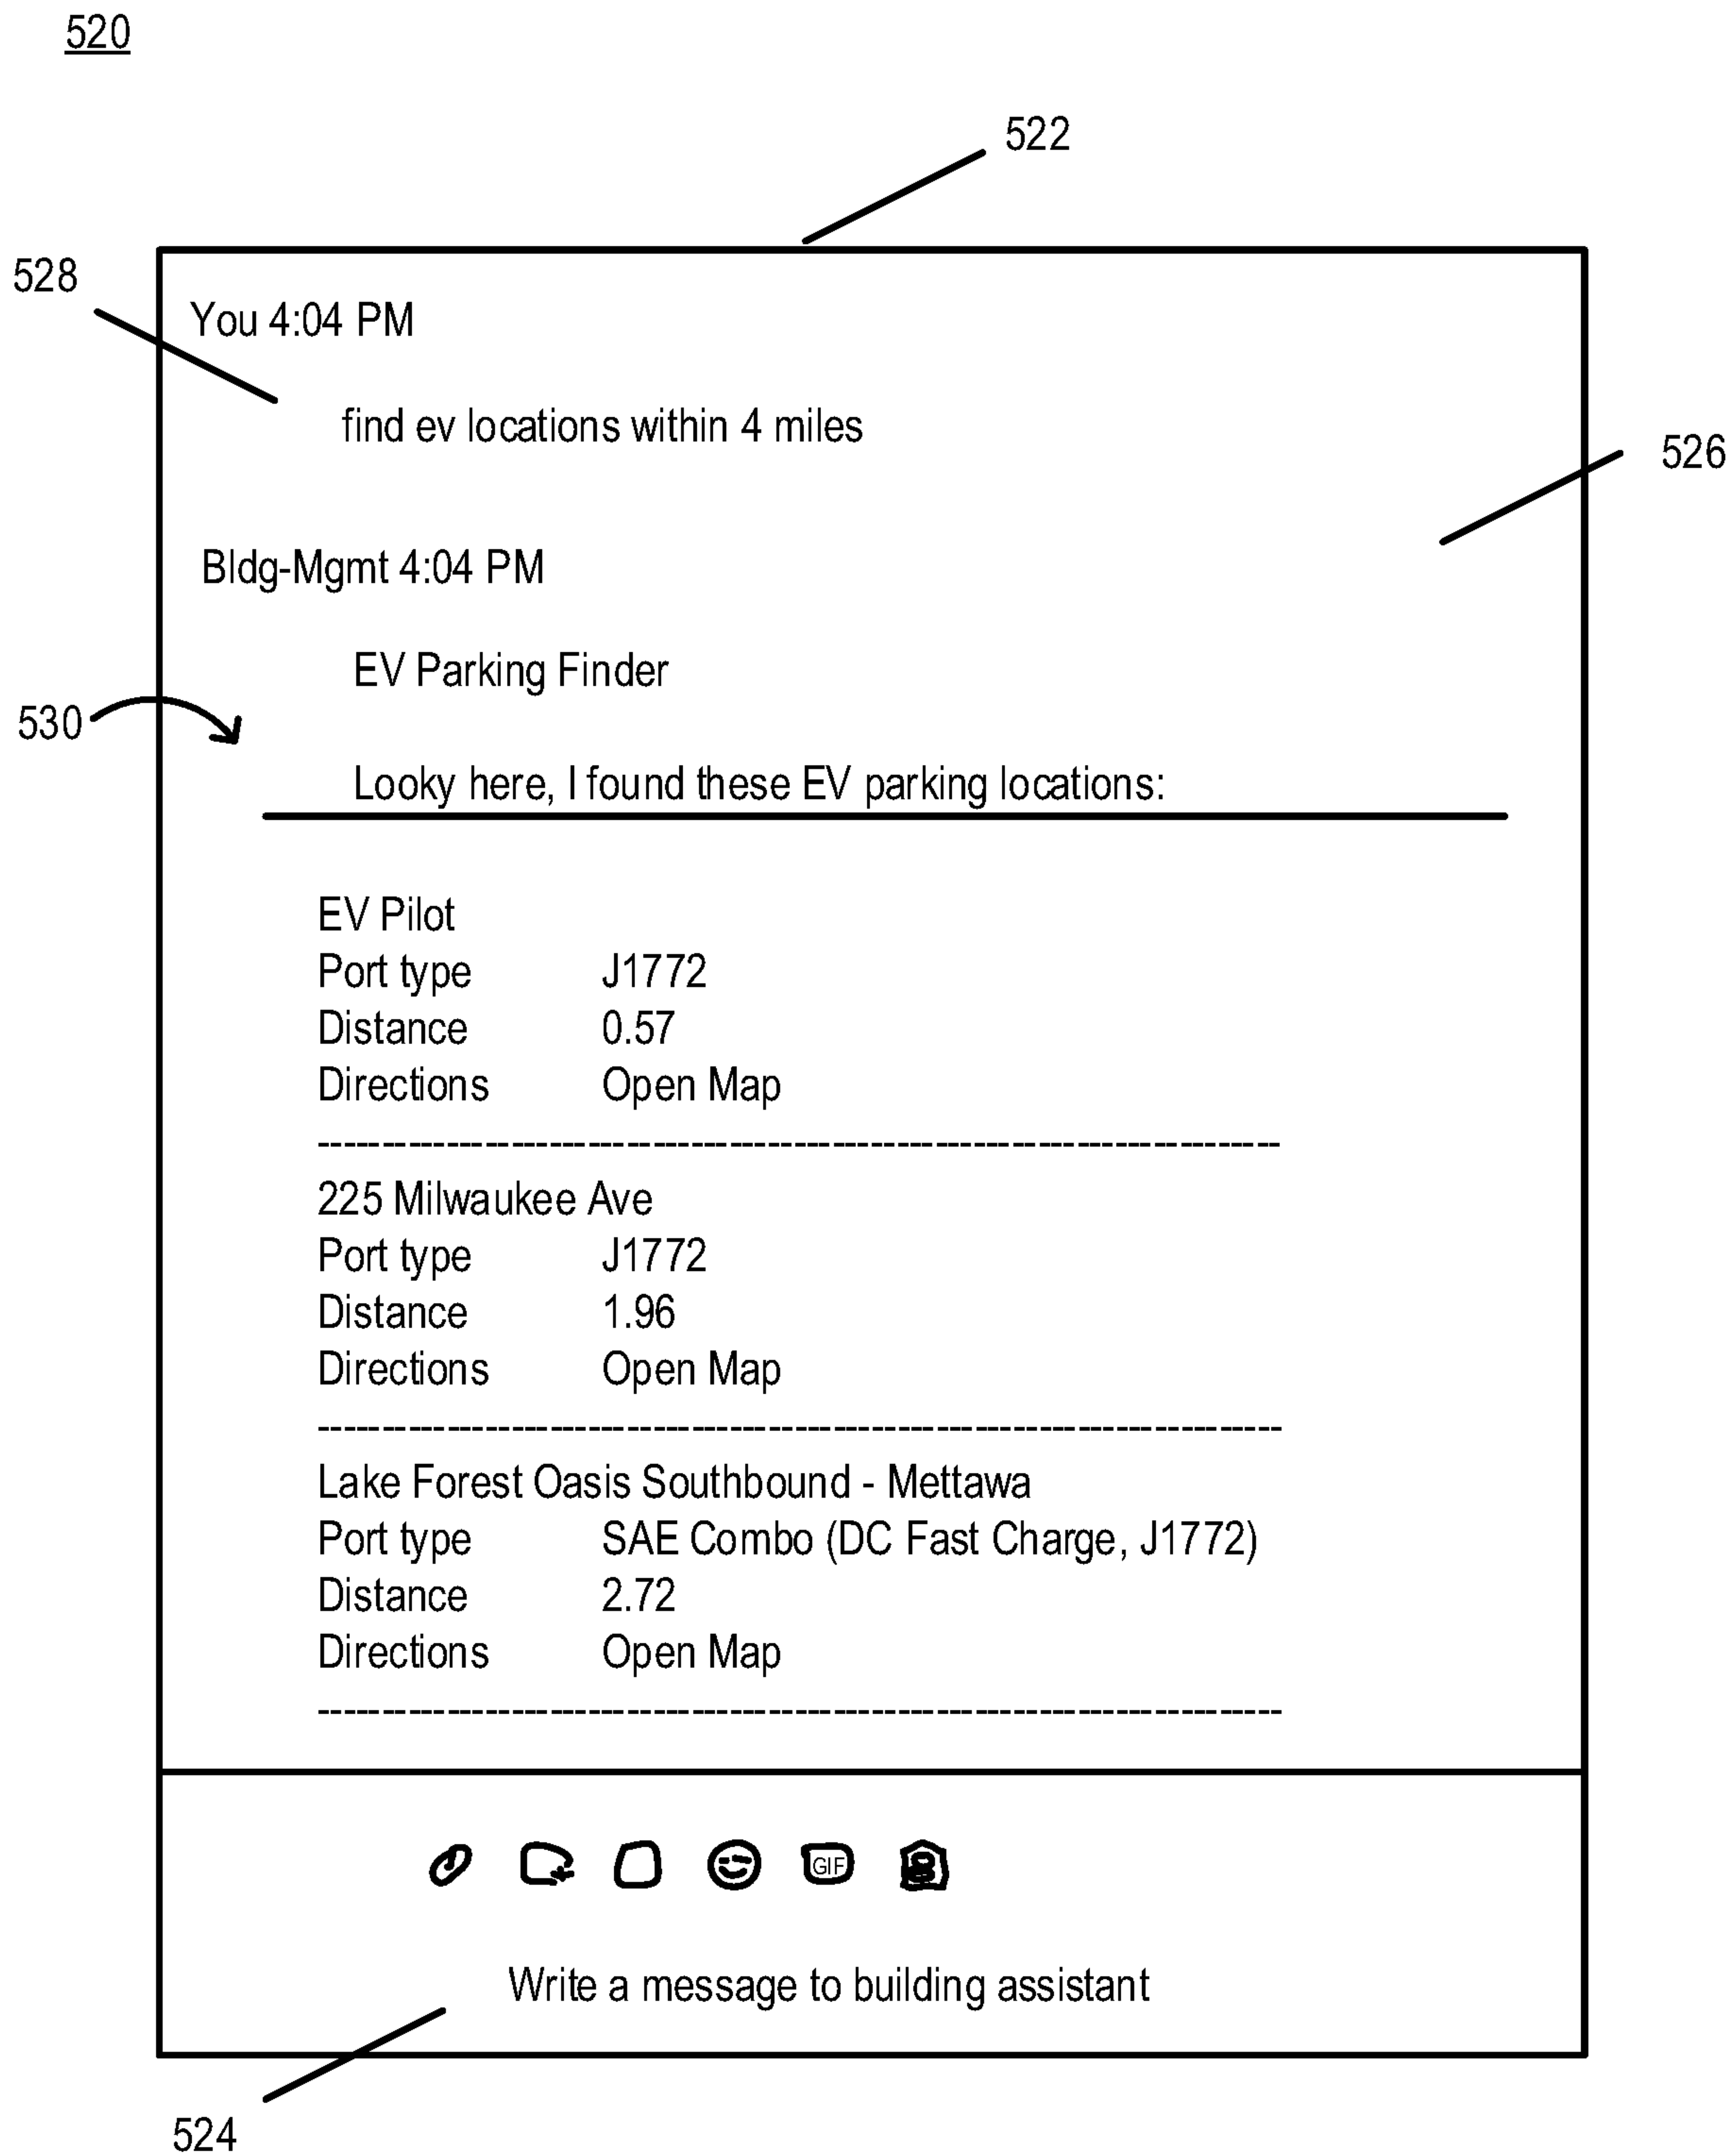 520
522
528
You 4:04 PM
find ev locations within 4 miles
526
Bldg-Mgmt 4:04 PM
EV Parking Finder
530
Looky here, I found these EV parking locations:
EV Pilot
Port type J1772
Distance 0.57
Directions Open Map
225 Milwaukee Ave
Port type J1772
Distance 1.96
Directions Open Map
Lake Forest Oasis Southbound - Mettawa
Port type SAE Combo (DC Fast Charge, J1772)
Distance 2.72
Directions Open Map
GIF
Write a message to building assistant
524